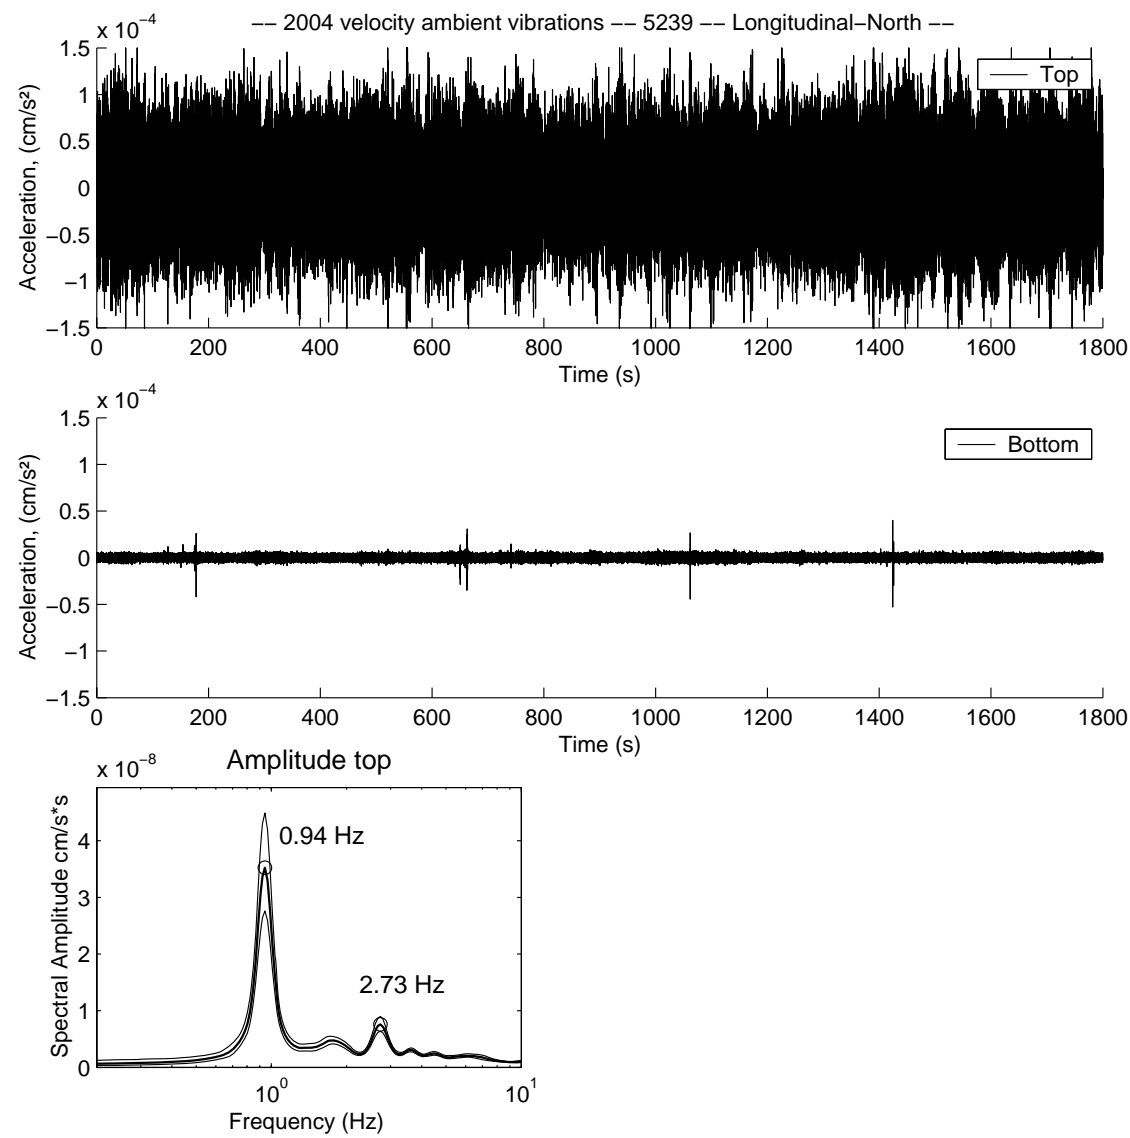 −− 2004 velocity ambient vibrations −− 5239 −− Longitudinal−North −−
x 10−4
1.5
1
0.5
0
−0.5
−1
−1.5
Acceleration, (cm/s²)
Top
0 200 400 600 800 1000 1200 1400 1600 1800
Time (s)
x 10−4
1.5
1
0.5
0
−0.5
−1
−1.5
Acceleration, (cm/s²)
Bottom
0 200 400 600 800 1000 1200 1400 1600 1800
Time (s)
Amplitude top
x 10−8
4
3
2
1
0
Spectral Amplitude cm/s*s
0.94 Hz
2.73 Hz
100 101
Frequency (Hz)